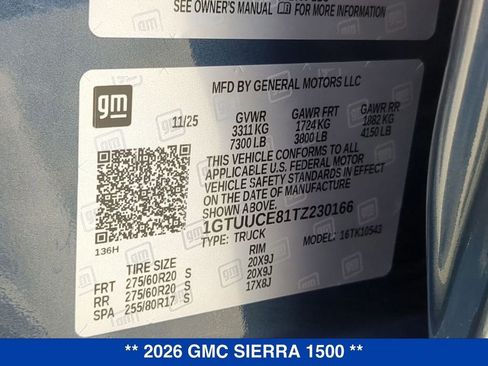 SEE OWNER'S MANUAL FOR MORE INFORMATION
gm
MFD BY GENERAL MOTORS LLC
11/25
GVWR GAWR FRT GAWR RR
3311 KG 1724 KG 1882 KG
7300 LB 3800 LB 4150 LB
THIS VEHICLE CONFORMS TO ALL
APPLICABLE U.S. FEDERAL MOTOR
VEHICLE SAFETY STANDARDS IN EFFECT
ON THE DATE OF MANUFACTURE
SHOWN ABOVE.
1GTUUCE81TZ230166
TYPE: TRUCK MODEL: 16TK10543
136H
TIRE SIZE RIM
FRT 275/60R20 S 20X9J
RR 275/60R20 S 20X9J
SPA 255/80R17 S 17X8J
** 2026 GMC SIERRA 1500 **